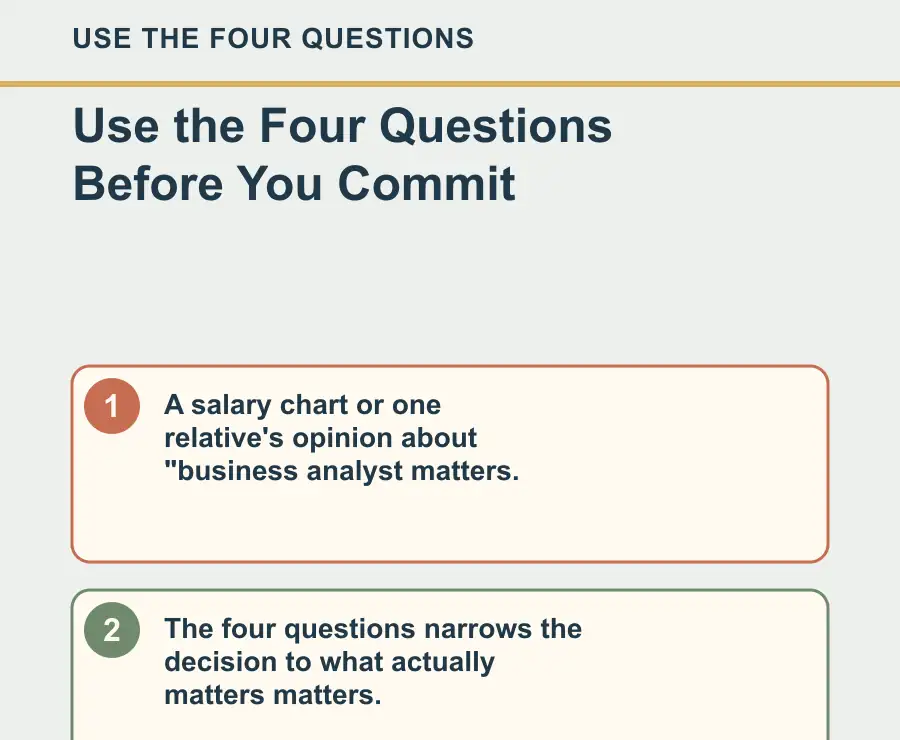 USE THE FOUR QUESTIONS
Use the Four Questions
Before You Commit
1
A salary chart or one
relative's opinion about
"business analyst matters.
2
The four questions narrows the
decision to what actually
matters matters.